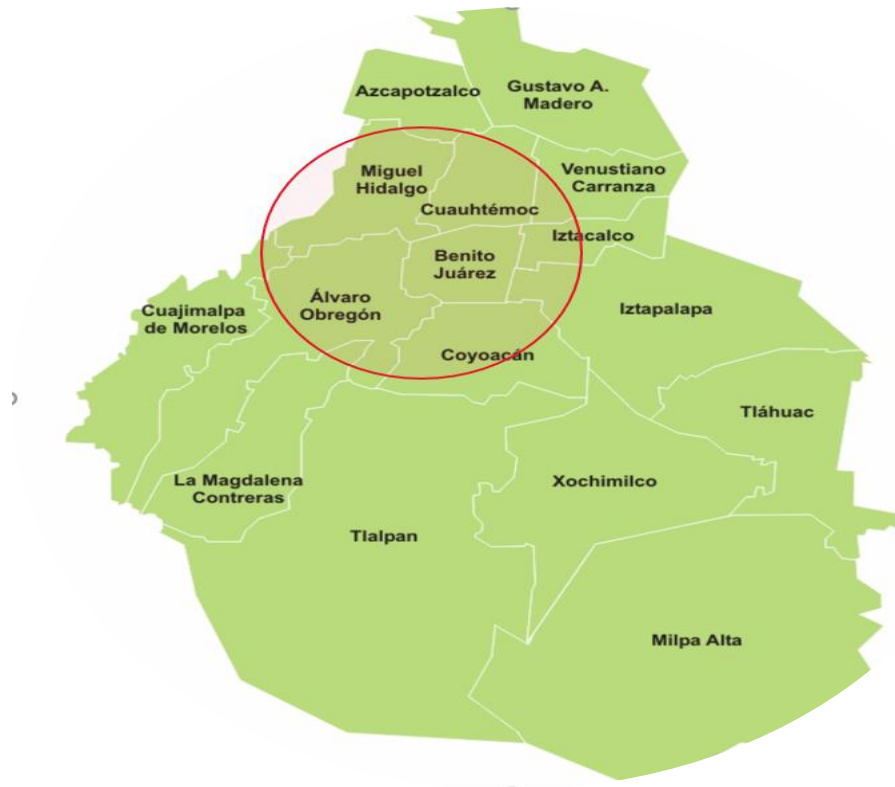 Azcapotzalco
Gustavo A.
Madero
Miguel
Hidalgo
Venustiano
Carranza
Cuauhtémoc
Iztacalco
Benito
Juárez
Álvaro
Obregón
Cuajimalpa
de Morelos
Iztapalapa
Coyoacán
Tláhuac
La Magdalena
Contreras
Xochimilco
Tlalpan
Milpa Alta